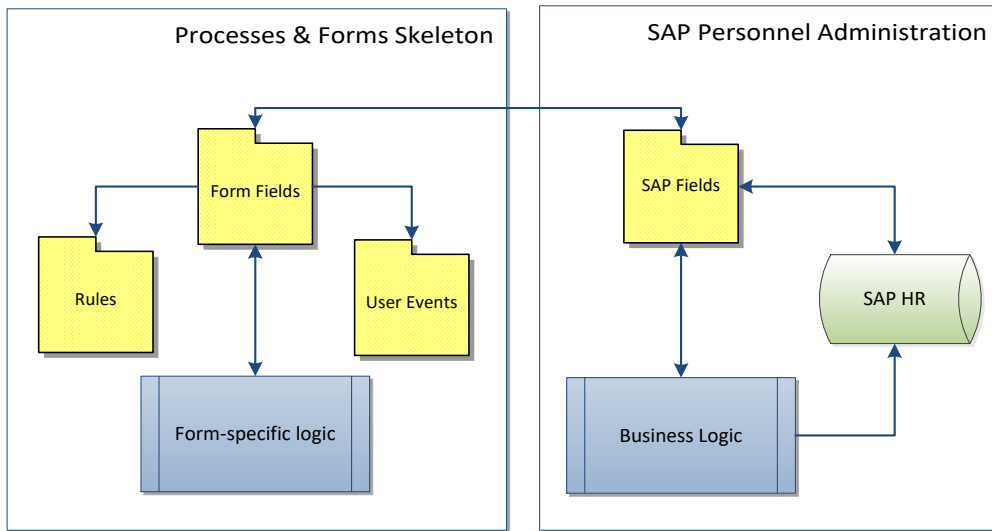 Processes & Forms Skeleton
SAP Personnel Administration
Form Fields
SAP Fields
Rules
User Events
SAP HR
Form-specific logic
Business Logic